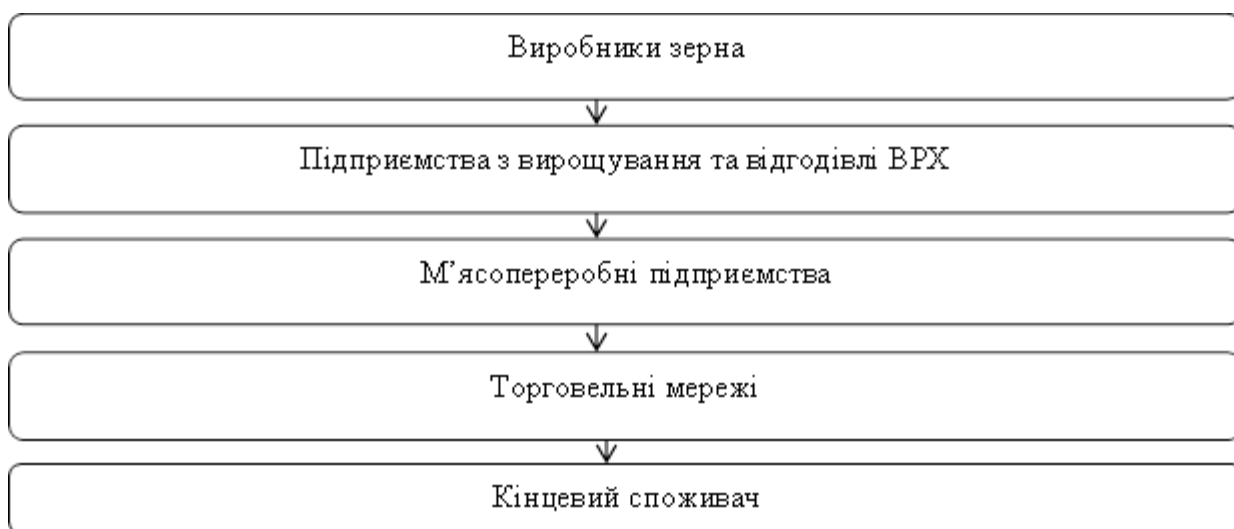 Виробники зерна
Підприємства з вирощування та відгодівлі ВРХ
М’ясопереробні підприємства
Торговельні мережі
Кінцевий споживач